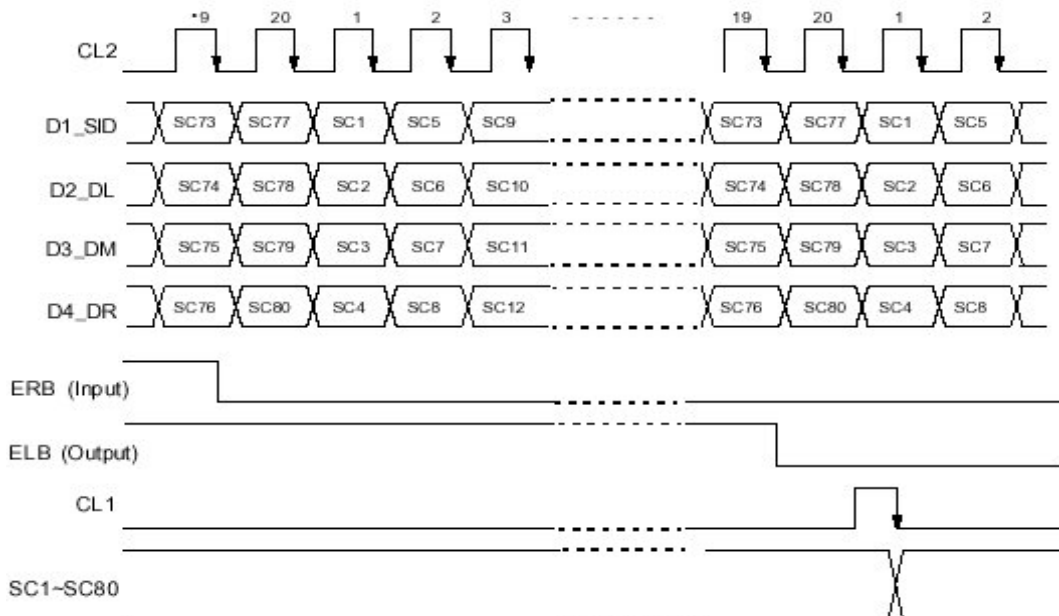 •9 20 1 2 3 - - - - - - 19 20 1 2
CL2
D1_SID SC73 SC77 SC1 SC5 SC9 SC73 SC77 SC1 SC5
D2_DL SC74 SC78 SC2 SC6 SC10 SC74 SC78 SC2 SC6
D3_DM SC75 SC79 SC3 SC7 SC11 SC75 SC79 SC3 SC7
D4_DR SC76 SC80 SC4 SC8 SC12 SC76 SC80 SC4 SC8
ERB (Input)
ELB (Output)
CL1
SC1~SC80